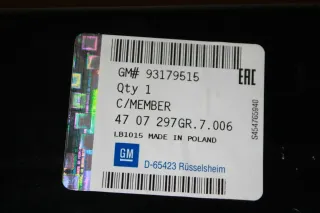 GM# 93179515
Qty 1
C/MEMBER
47 07 297GR.7.006
LB1015 MADE IN POLAND
GM
D-65423 Rüsselsheim
EAC